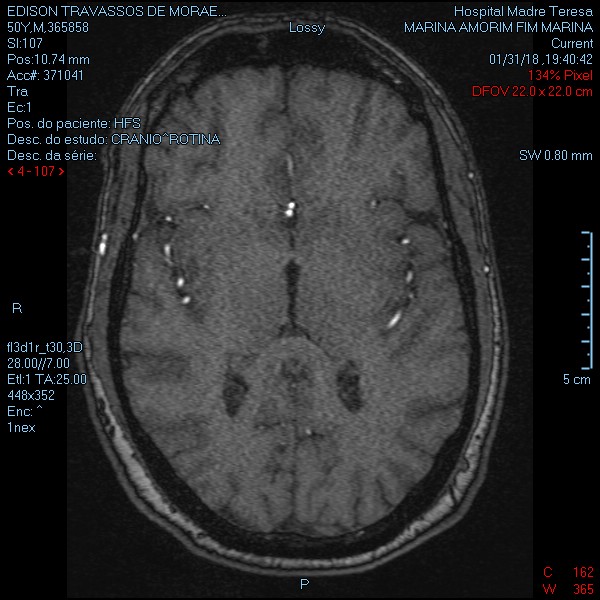 EDISON TRAVASSOS DE MORAE...
50Y,M,365858
Sl:107
Pos:10.74 mm
Acc#: 371041
Tra
Ec:1
Pos. do paciente: HFS
Desc. do estudo: CRANIO^ROTINA
Desc. da série:
< 4-107 >
Lossy
Hospital Madre Teresa
MARINA AMORIM FIM MARINA
Current
01/31/18 ,19:40:42
134% Pixel
DFOV 22.0 x 22.0 cm
SW 0.80 mm
R
fl3d1r_t30,3D
28.00//7.00
Etl:1 TA:25.00
448x352
Enc: ^
1nex
5 cm
P
C 162
W 365